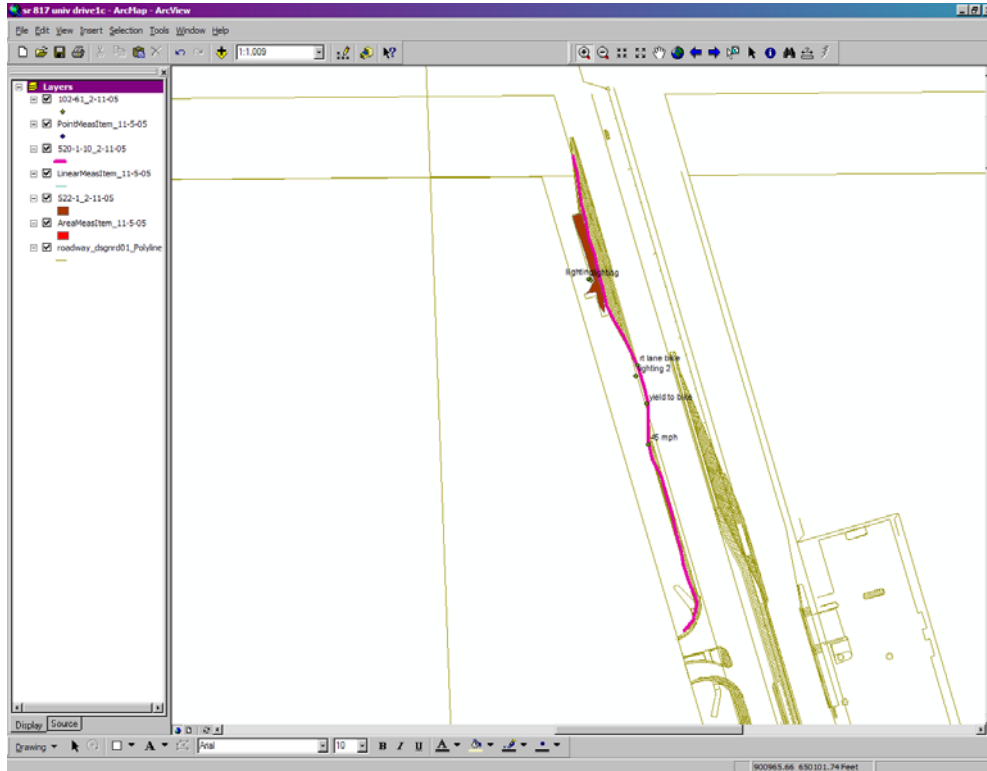 sr 817 univ drive1c - ArcMap - ArcView
File Edit View Insert Selection Tools Window Help
1:1,009
Layers
102-61_2-11-05
PointMeasItem_11-5-05
520-1-10_2-11-05
LinearMeasItem_11-5-05
522-1_2-11-05
AreaMeasItem_11-5-05
roadway_dsgnrd01_Polyline
lighting
rt lane bike
lighting 2
yield to bike
45 mph
Display Source
Drawing A Arial 10 B I U A
900965.66 650101.74 Feet